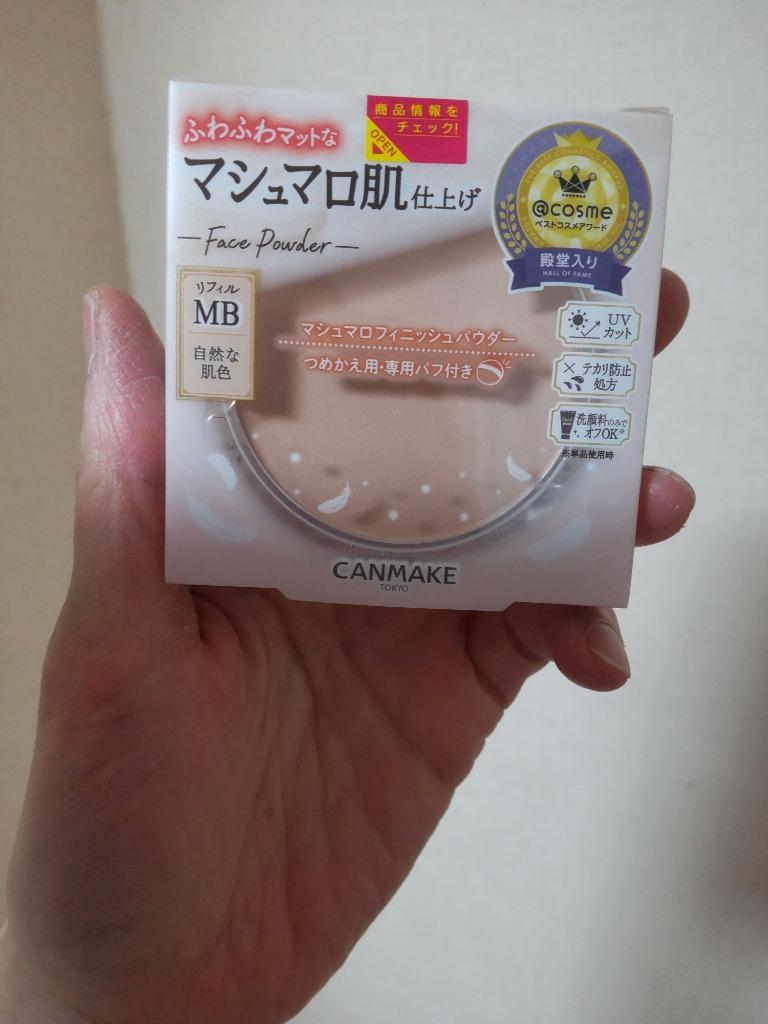 ふわふわマットな
商品情報を
チェック!
OPEN
マシュマロ肌仕上げ
Face Powder
THE BEST COSMETICS AWARDS
@cosme
ベストコスメアワード
殿堂入り
HALL OF FAME
リフィル
MB
自然な
肌色
マシュマロフィニッシュパウダー
つめかえ用・専用パフ付き
UV
カット
テカリ防止
処方
洗顔料のみで
オフOK※
※単品使用時
CANMAKE
TOKYO